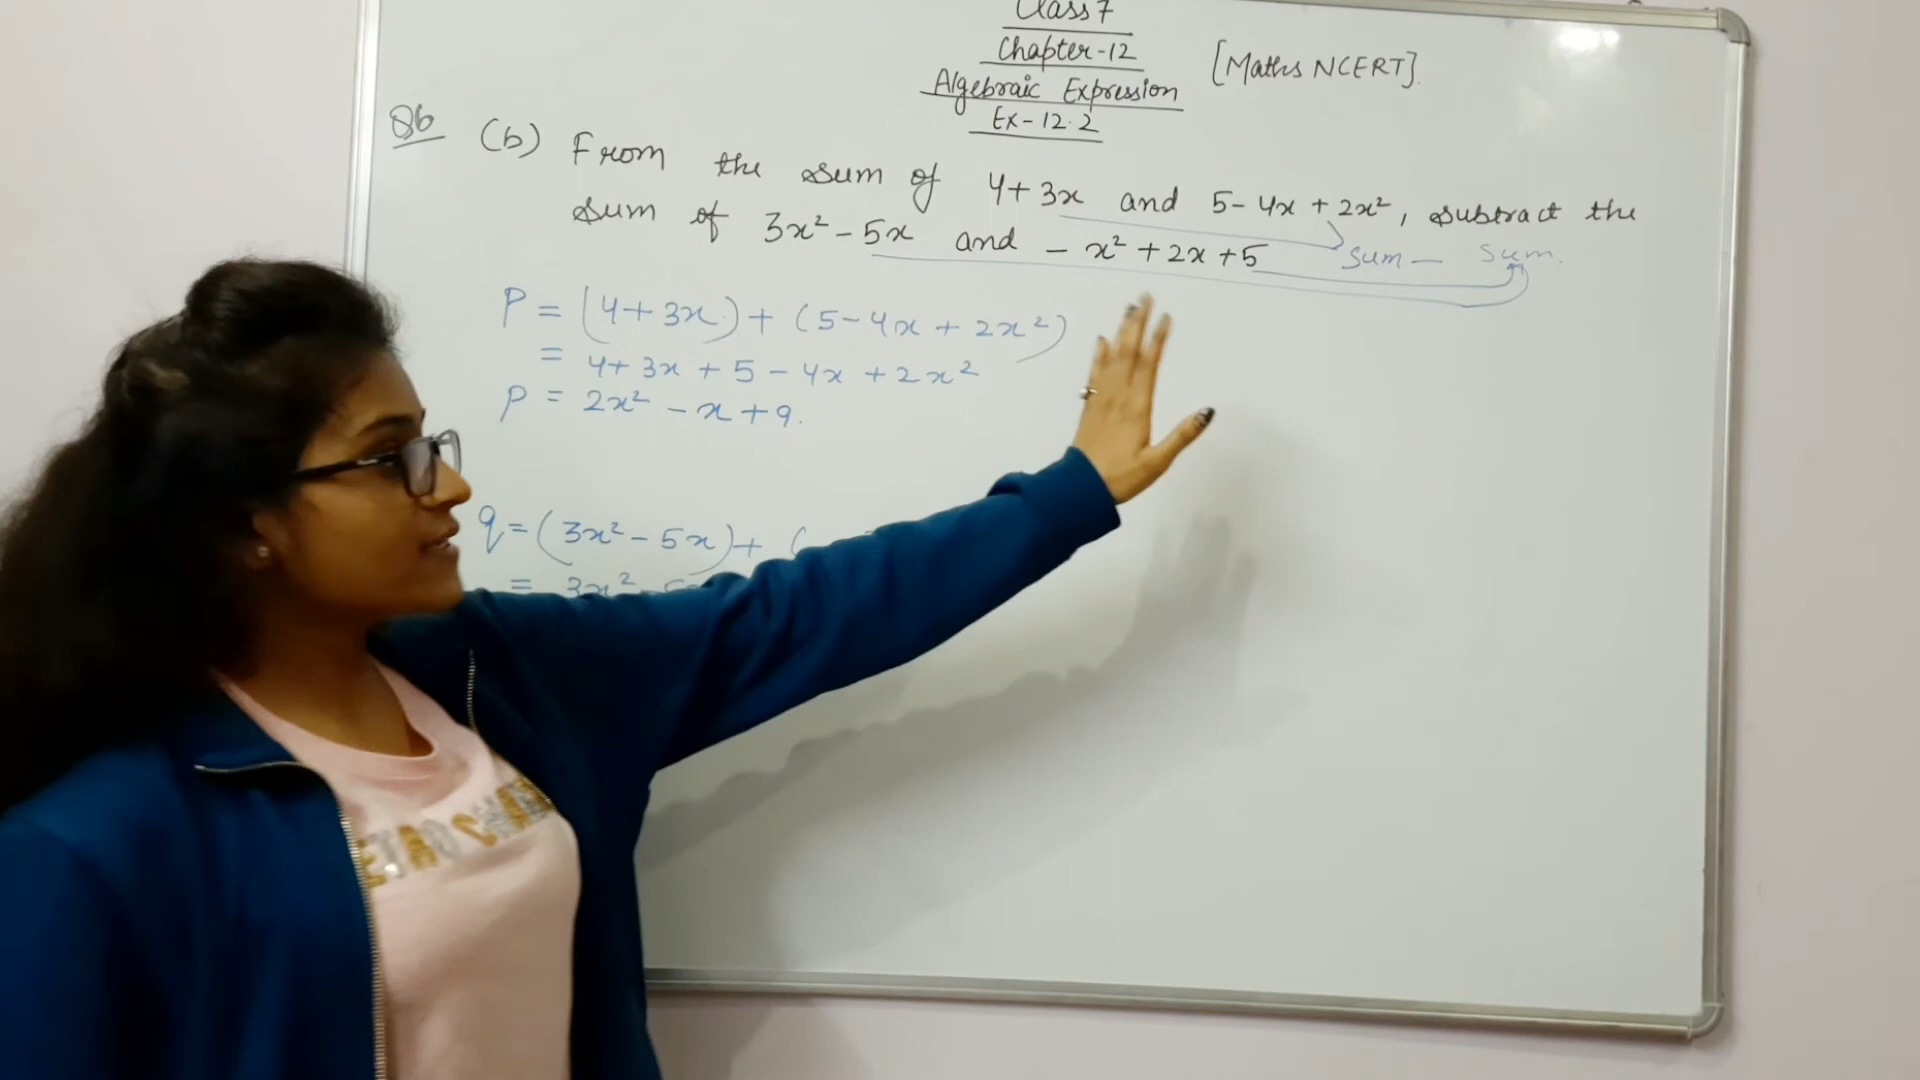 Class 7
Chapter-12
[Maths NCERT].
Algebraic Expression
Ex-12.2
Q6 (b) From the sum of 4+3x and 5-4x+2x², subtract the
sum of 3x²-5x and -x²+2x+5
sum - sum.
P = (4+3x)+(5-4x+2x²)
= 4+3x+5-4x+2x²
P = 2x²-x+9.
q=(3x²-5x)+(
= 3x²